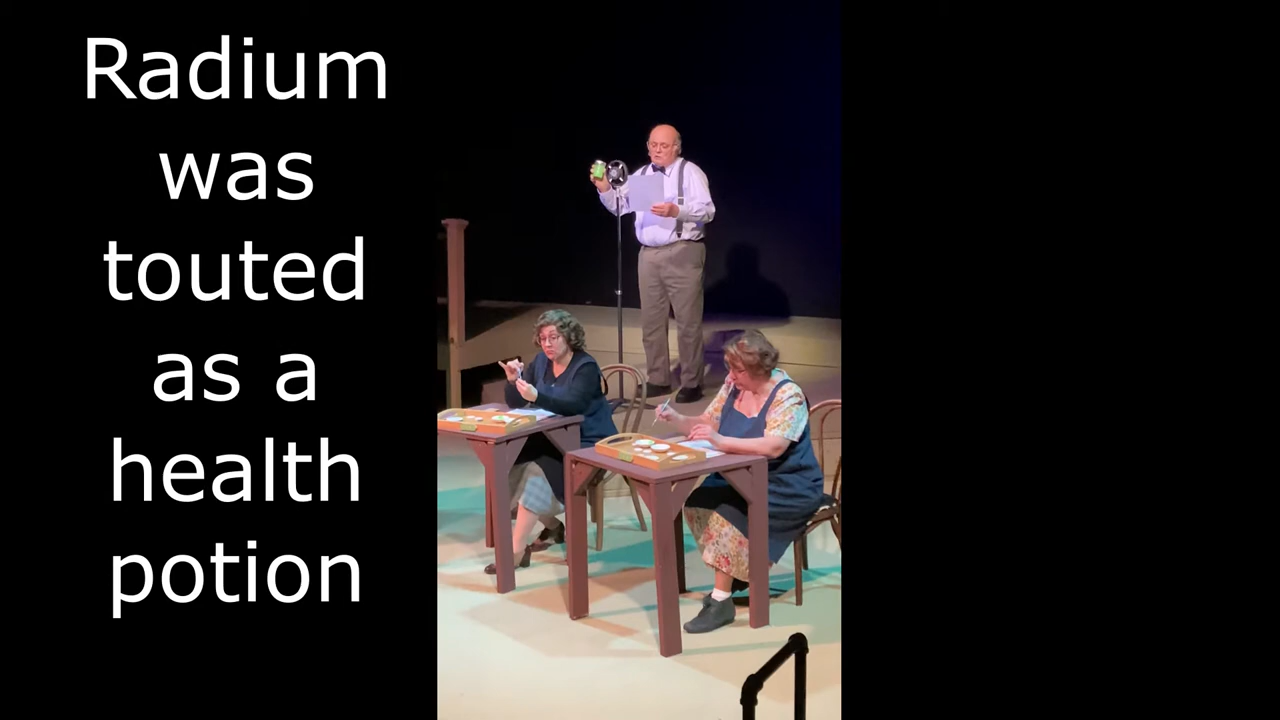 Radium
was
touted
as a
health
potion